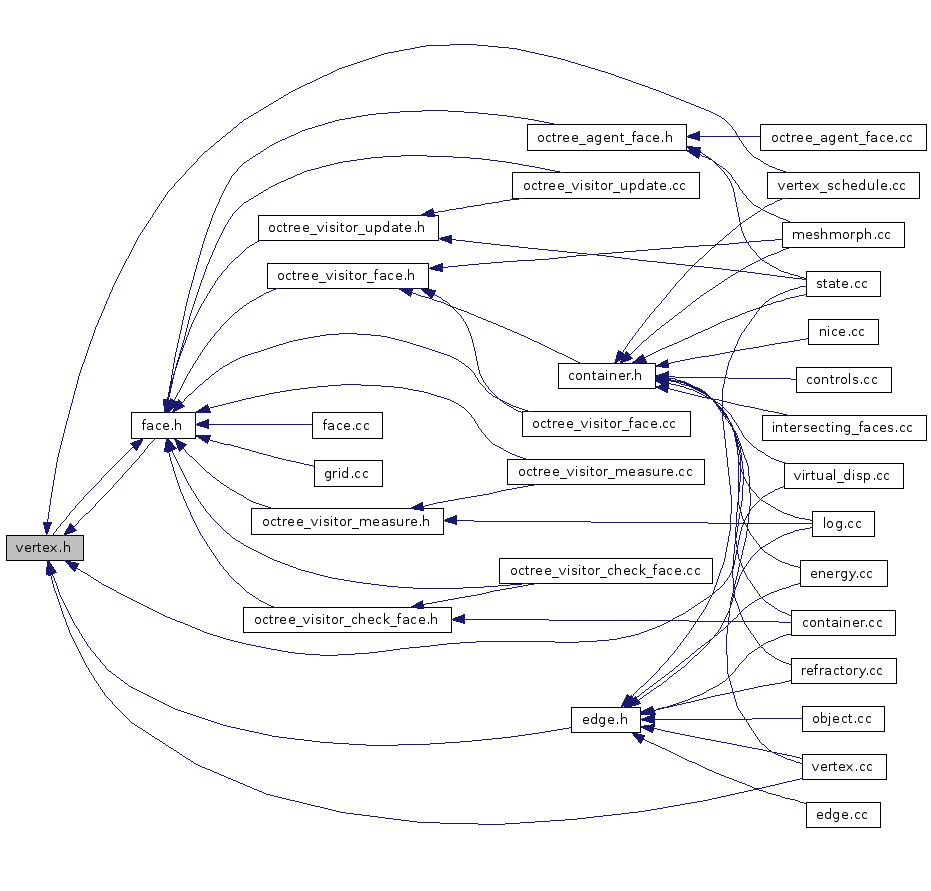 octree_agent_face.h
octree_agent_face.cc
octree_visitor_update.cc
vertex_schedule.cc
octree_visitor_update.h
meshmorph.cc
octree_visitor_face.h
state.cc
nice.cc
container.h
controls.cc
face.h
face.cc
octree_visitor_face.cc
intersecting_faces.cc
grid.cc
octree_visitor_measure.cc
virtual_disp.cc
octree_visitor_measure.h
log.cc
vertex.h
octree_visitor_check_face.cc
energy.cc
octree_visitor_check_face.h
container.cc
refractory.cc
edge.h
object.cc
vertex.cc
edge.cc